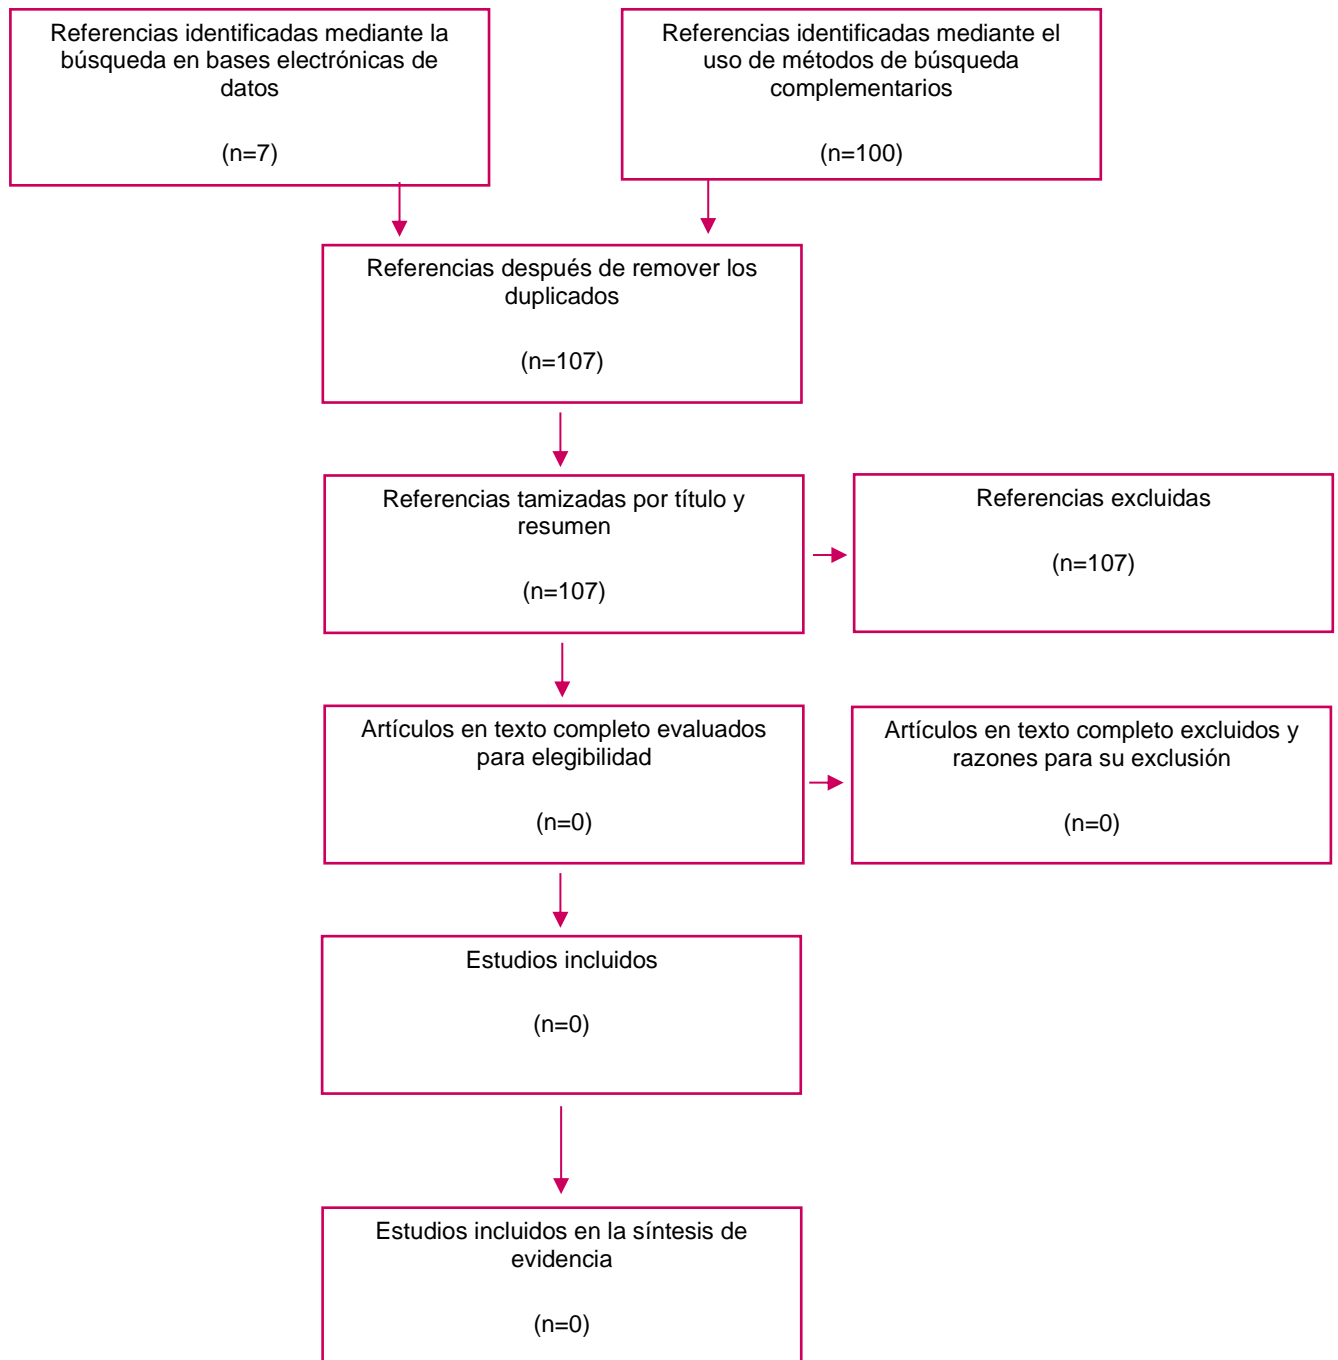 Referencias identificadas mediante la
búsqueda en bases electrónicas de
datos
(n=7)
Referencias identificadas mediante el
uso de métodos de búsqueda
complementarios
(n=100)
Referencias después de remover los
duplicados
(n=107)
Referencias tamizadas por título y
resumen
(n=107)
Referencias excluidas
(n=107)
Artículos en texto completo evaluados
para elegibilidad
(n=0)
Artículos en texto completo excluidos y
razones para su exclusión
(n=0)
Estudios incluidos
(n=0)
Estudios incluidos en la síntesis de
evidencia
(n=0)